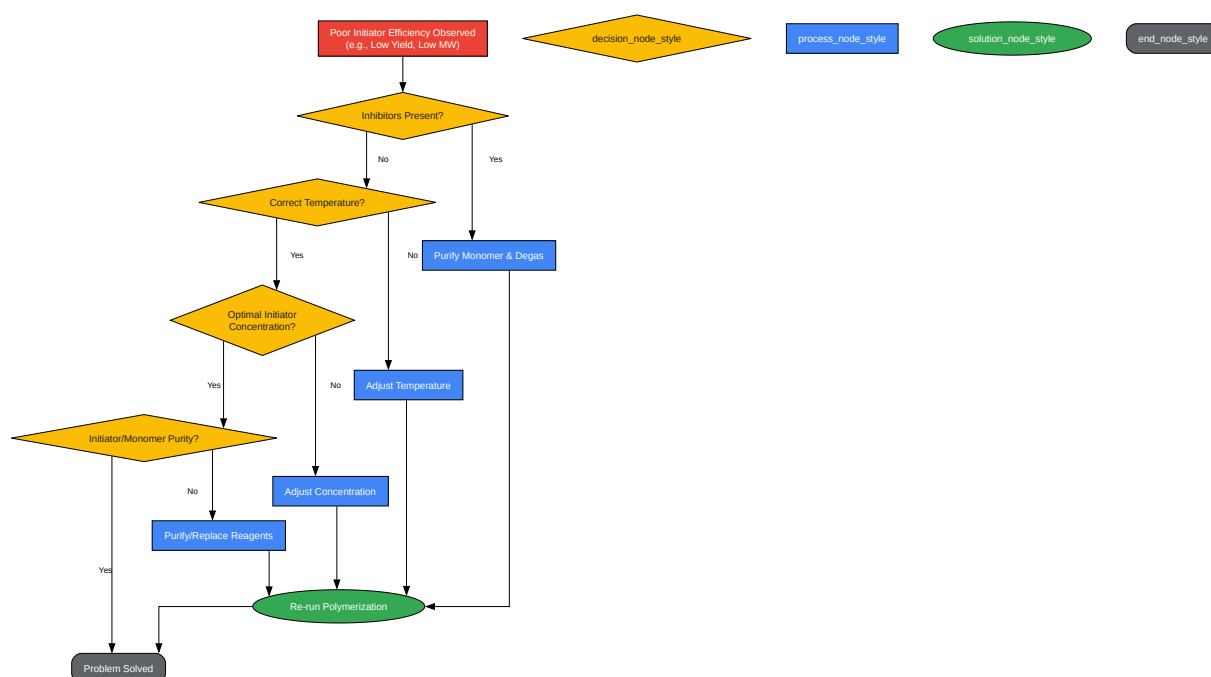 Poor Initiator Efficiency Observed
(e.g., Low Yield, Low MW)
decision_node_style
process_node_style
solution_node_style
end_node_style
Inhibitors Present?
No
Yes
Correct Temperature?
Yes
No
Purify Monomer & Degas
Optimal Initiator
Concentration?
Yes
No
Adjust Temperature
Initiator/Monomer Purity?
No
Adjust Concentration
Purify/Replace Reagents
Yes
Re-run Polymerization
Problem Solved